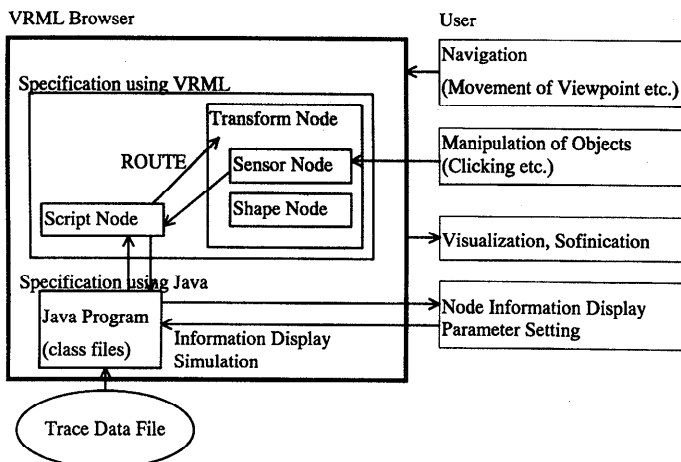 VRML Browser
User
Navigation
(Movement of Viewpoint etc.)
Specification using VRML
Transform Node
ROUTE
Sensor Node
Manipulation of Objects
(Clicking etc.)
Shape Node
Script Node
Visualization, Sofinication
Specification using Java
Java Program
(class files)
Information Display
Simulation
Node Information Display
Parameter Setting
Trace Data File